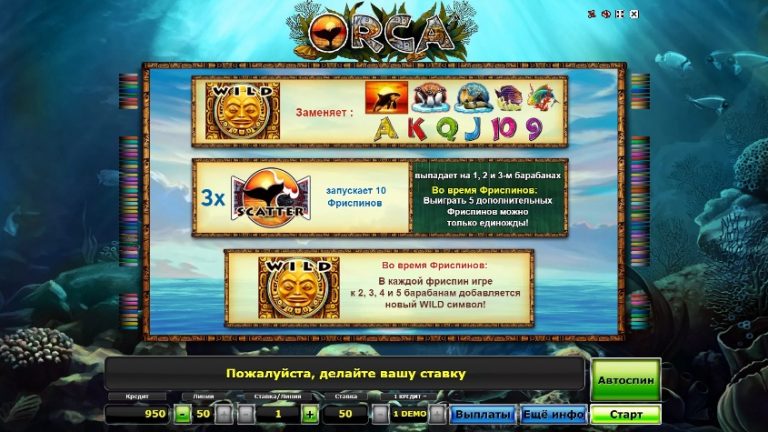 ORCA
WILD
Заменяет :
A K Q J 10 9
3x
SCATTER
запускает 10
Фриспинов
выпадает на 1, 2 и 3-м барабанах
Во время Фриспинов:
Выиграть 5 дополнительных
Фриспинов можно
только единожды!
WILD
Во время Фриспинов:
В каждой фриспин игре
к 2, 3, 4 и 5 барабанам добавляется
новый WILD символ!
Пожалуйста, делайте вашу ставку
Автоспин
Кредит Линии Ставка/Линия Ставка 1 КРЕДИТ =
950 - 50 1 + 50 1 DEMO Выплаты Ещё инфо Старт